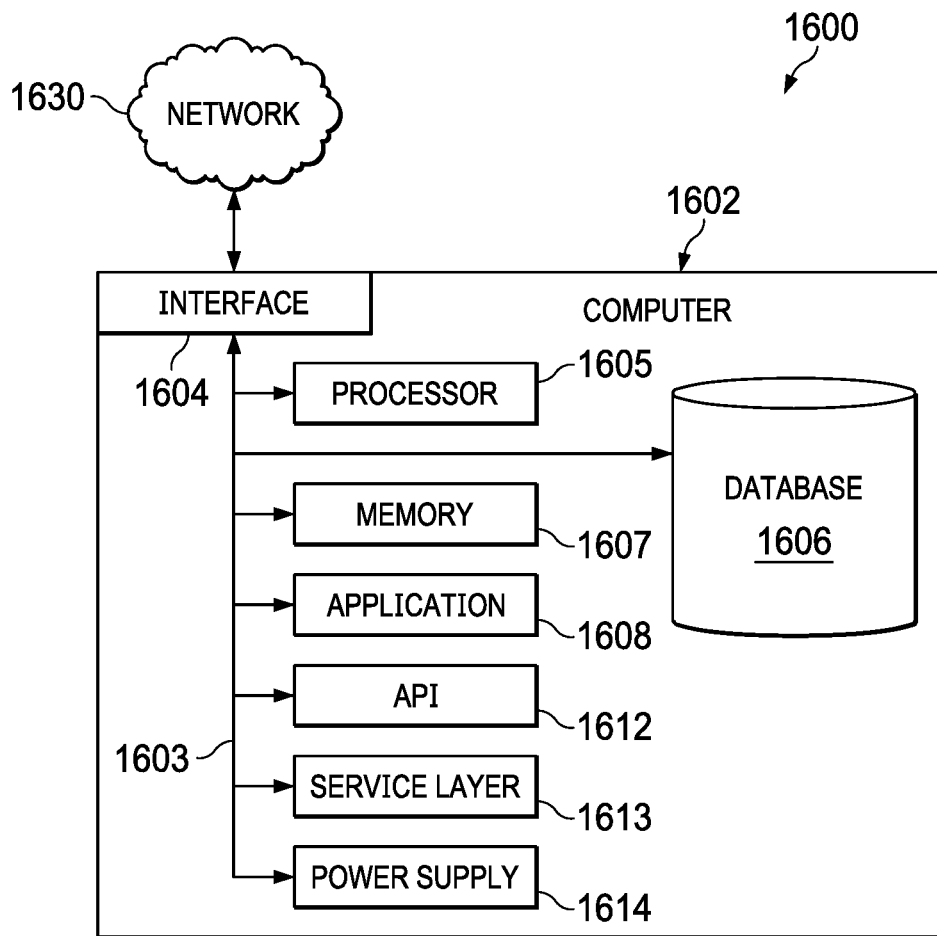 1600
1630
NETWORK
1602
INTERFACE
COMPUTER
1604
PROCESSOR
1605
DATABASE
1606
MEMORY
1607
APPLICATION
1608
API
1612
1603
SERVICE LAYER
1613
POWER SUPPLY
1614